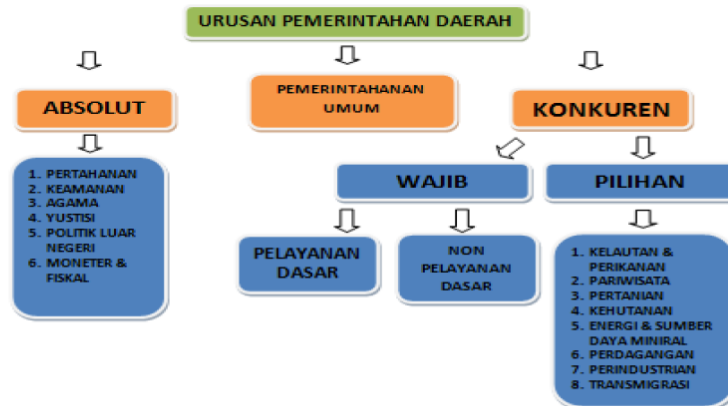 URUSAN PEMERINTAHAN DAERAH
ABSOLUT
PEMERINTAHANAN
UMUM
KONKUREN
1. PERTAHANAN
2. KEAMANAN
3. AGAMA
4. YUSTISI
5. POLITIK LUAR
NEGERI
6. MONETER &
FISKAL
WAJIB
PILIHAN
PELAYANAN
DASAR
NON
PELAYANAN
DASAR
1. KELAUTAN &
PERIKANAN
2. PARIWISATA
3. PERTANIAN
4. KEHUTANAN
5. ENERGI & SUMBER
DAYA MINIRAL
6. PERDAGANGAN
7. PERINDUSTRIAN
8. TRANSMIGRASI